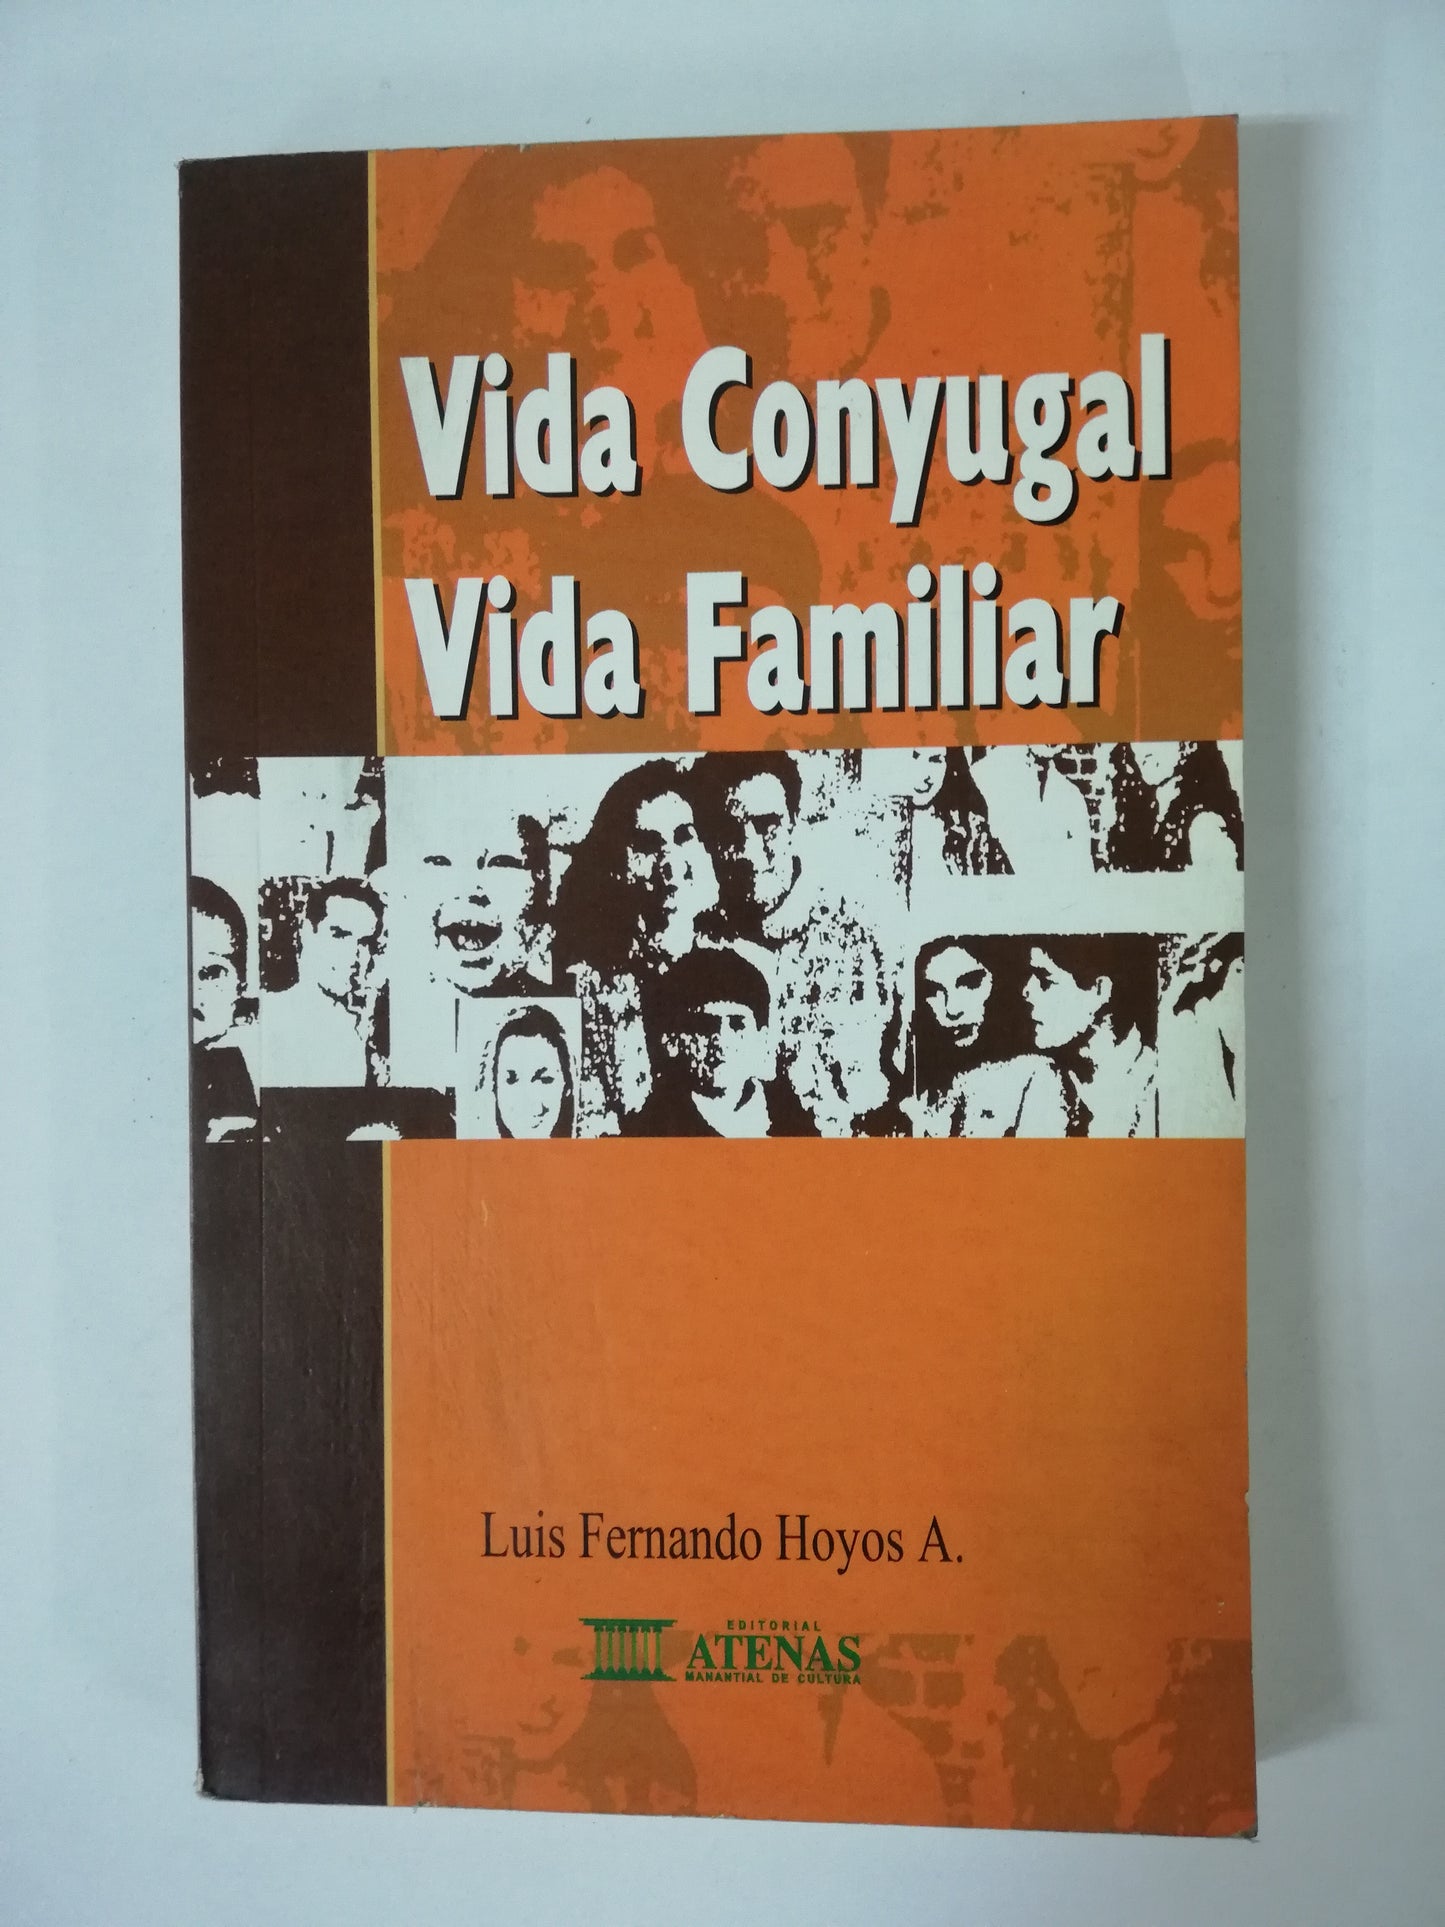 Vida Conyugal
Vida Familiar
Luis Fernando Hoyos A.
EDITORIAL
ATENAS
MANANTIAL DE CULTURA